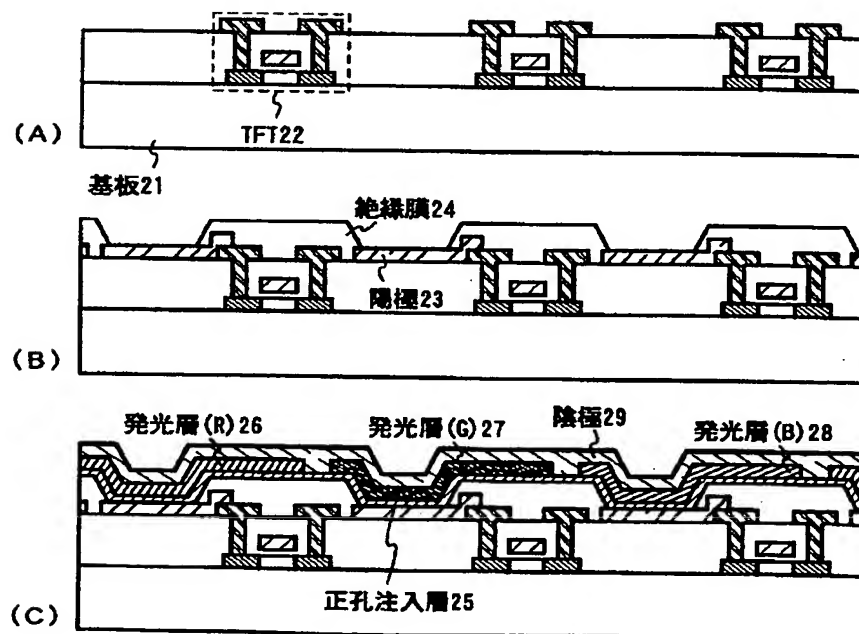 (A)
TFT22
基板21
(B)
絶縁膜24
陽極23
(C)
発光層(R)26
発光層(G)27
陰極29
発光層(B)28
正孔注入層25